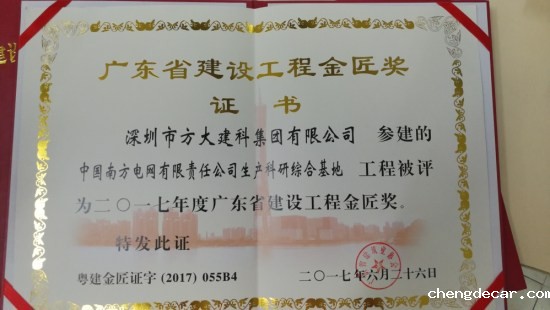 广东省建设工程金匠奖
证书
深圳市方大建科集团有限公司 参建的
中国南方电网有限责任公司生产科研综合基地 工程被评
为二〇一七年度广东省建设工程金匠奖。
特发此证
粤建金匠证字 (2017) 055B4
二〇一七年六月二十六日
chengdecar.com